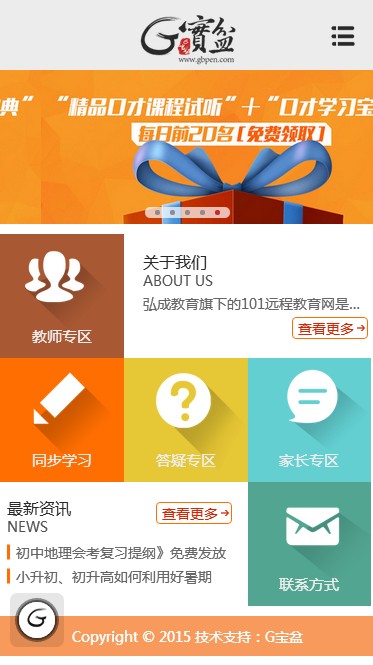 G寶盆
www.gbpen.com
典” “精品口才课程试听”+“口才学习宝
每日前20名【免费领取】
关于我们
ABOUT US
弘成教育旗下的101远程教育网是...
查看更多
教师专区
同步学习
答疑专区
家长专区
最新资讯
NEWS
查看更多
初中地理会考复习提纲》免费发放
小升初、初升高如何利用好暑期
联系方式
G
Copyright © 2015 技术支持：G宝盆